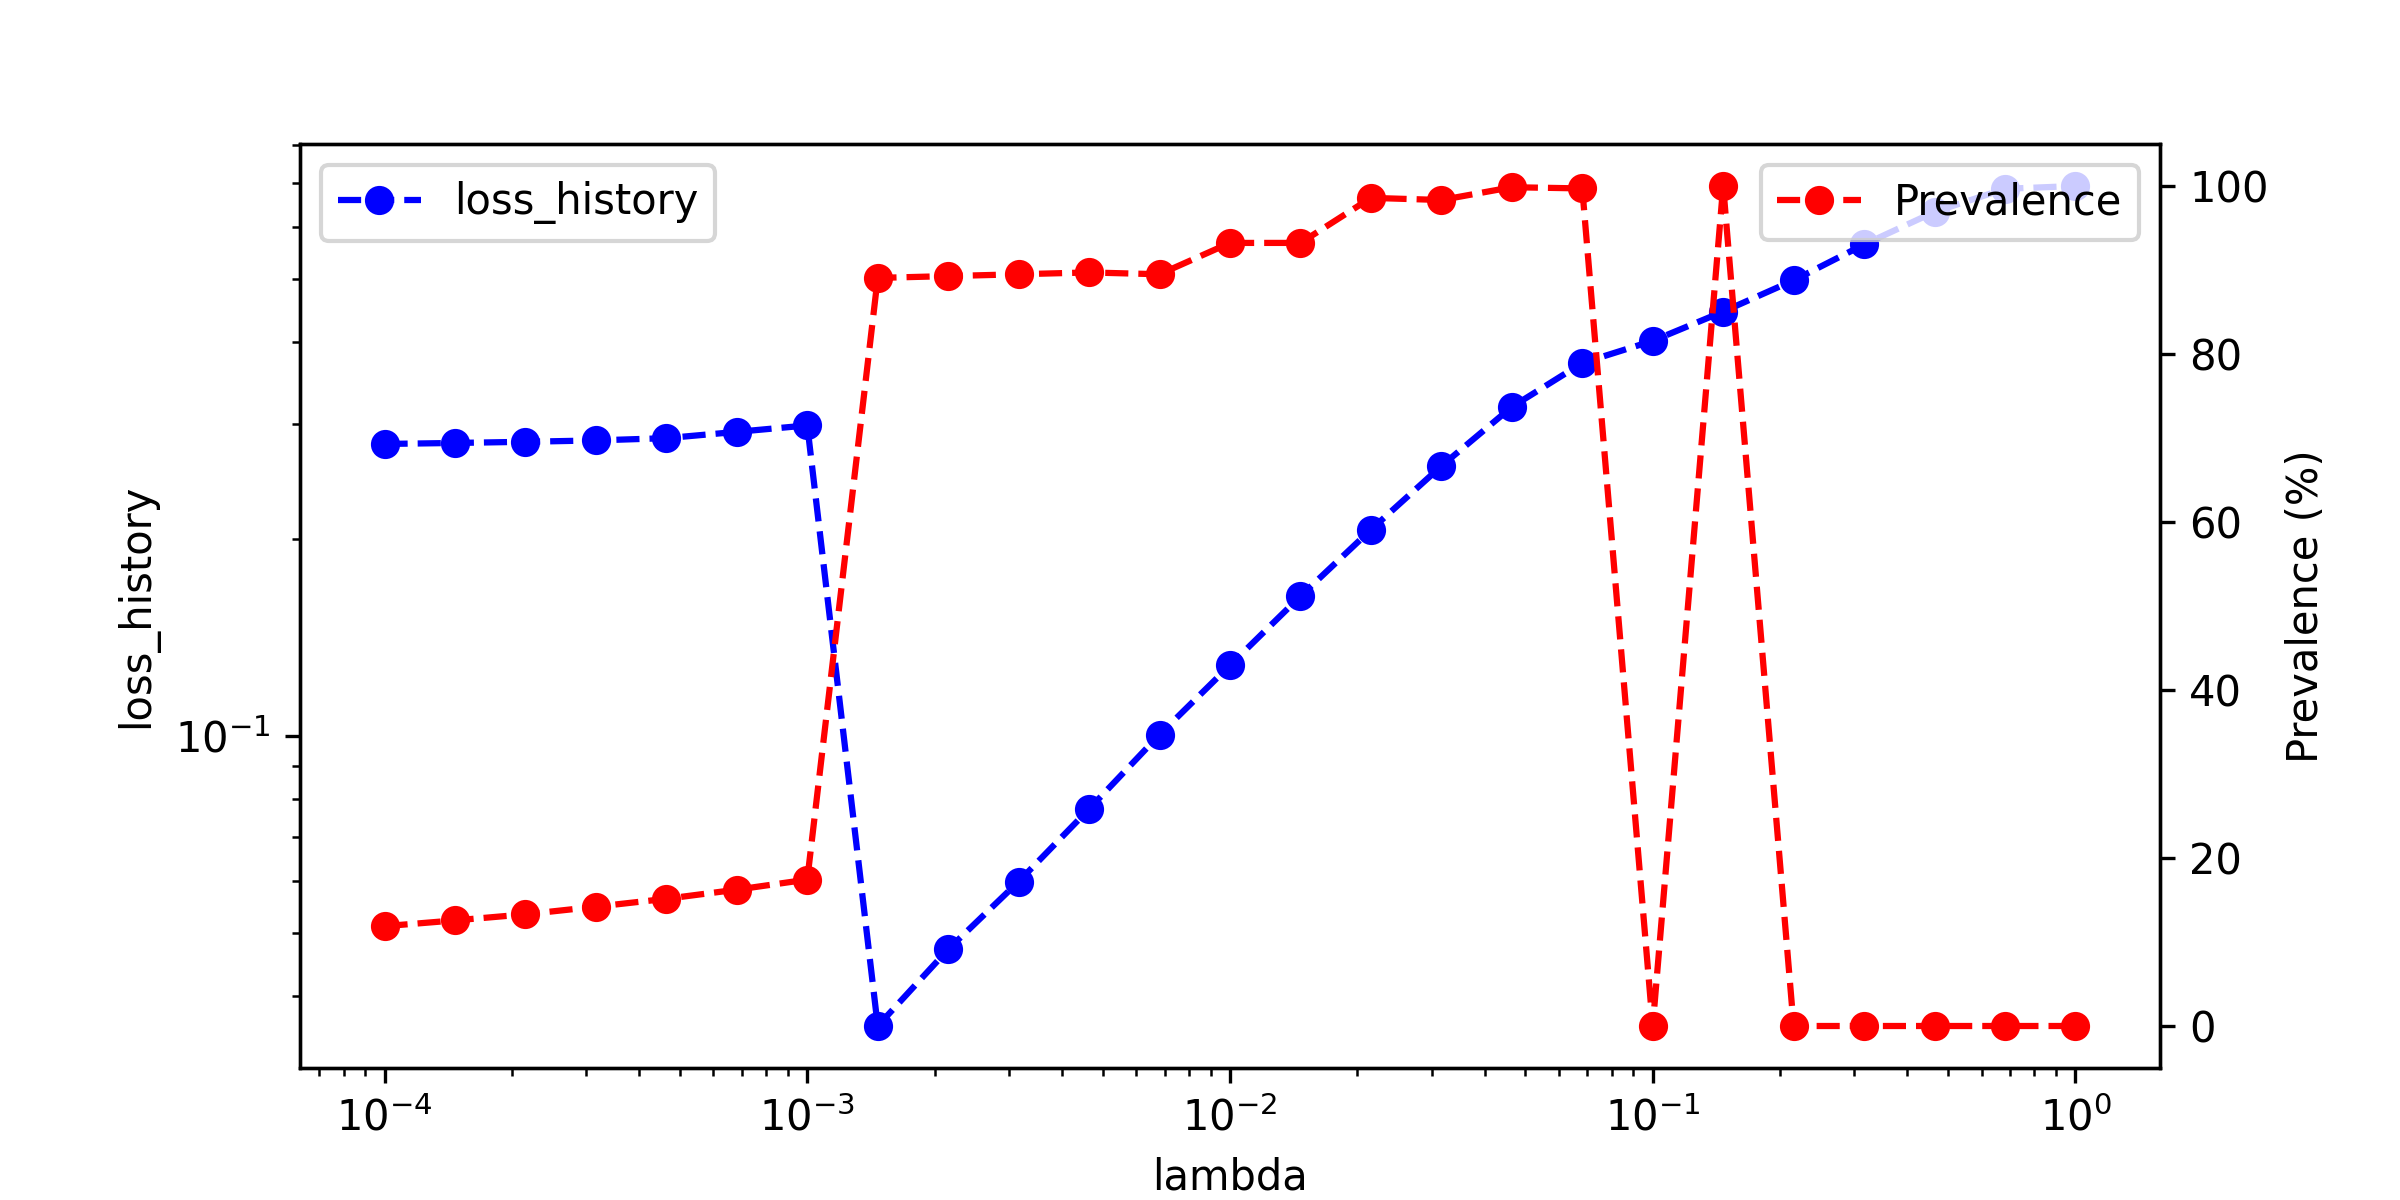 loss_history
Prevalence
loss_history
10⁻¹
100
80
60
40
20
0
Prevalence (%)
10⁻⁴ 10⁻³ 10⁻² 10⁻¹ 10⁰
lambda